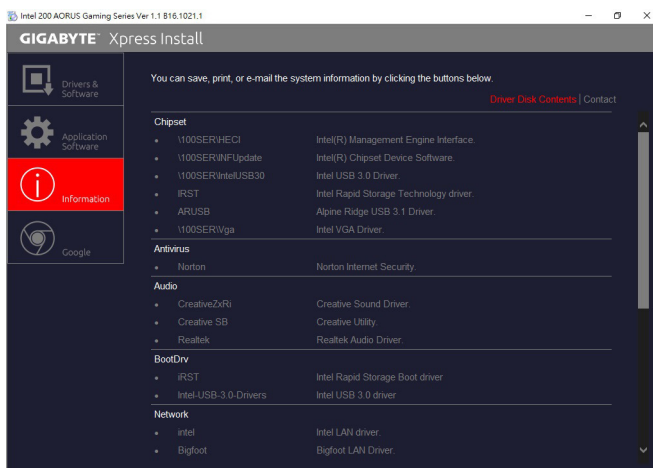 Intel 200 AORUS Gaming Series Ver 1.1 B16.1021.1
GIGABYTE™ Xpress Install
Drivers &
Software
Application
Software
Information
Google
You can save, print, or e-mail the system information by clicking the buttons below.
Driver Disk Contents | Contact
Chipset
• \100SER\HECI Intel(R) Management Engine Interface.
• \100SER\INFUpdate Intel(R) Chipset Device Software.
• \100SER\IntelUSB30 Intel USB 3.0 Driver.
• IRST Intel Rapid Storage Technology driver.
• ARUSB Alpine Ridge USB 3.1 Driver.
• \100SER\Vga Intel VGA Driver.
Antivirus
• Norton Norton Internet Security.
Audio
• CreativeZxRi Creative Sound Driver.
• Creative SB Creative Utility.
• Realtek Realtek Audio Driver.
BootDrv
• iRST Intel Rapid Storage Boot driver
• Intel-USB-3.0-Drivers Intel USB 3.0 driver
Network
• intel Intel LAN driver.
• Bigfoot Bigfoot LAN Driver.